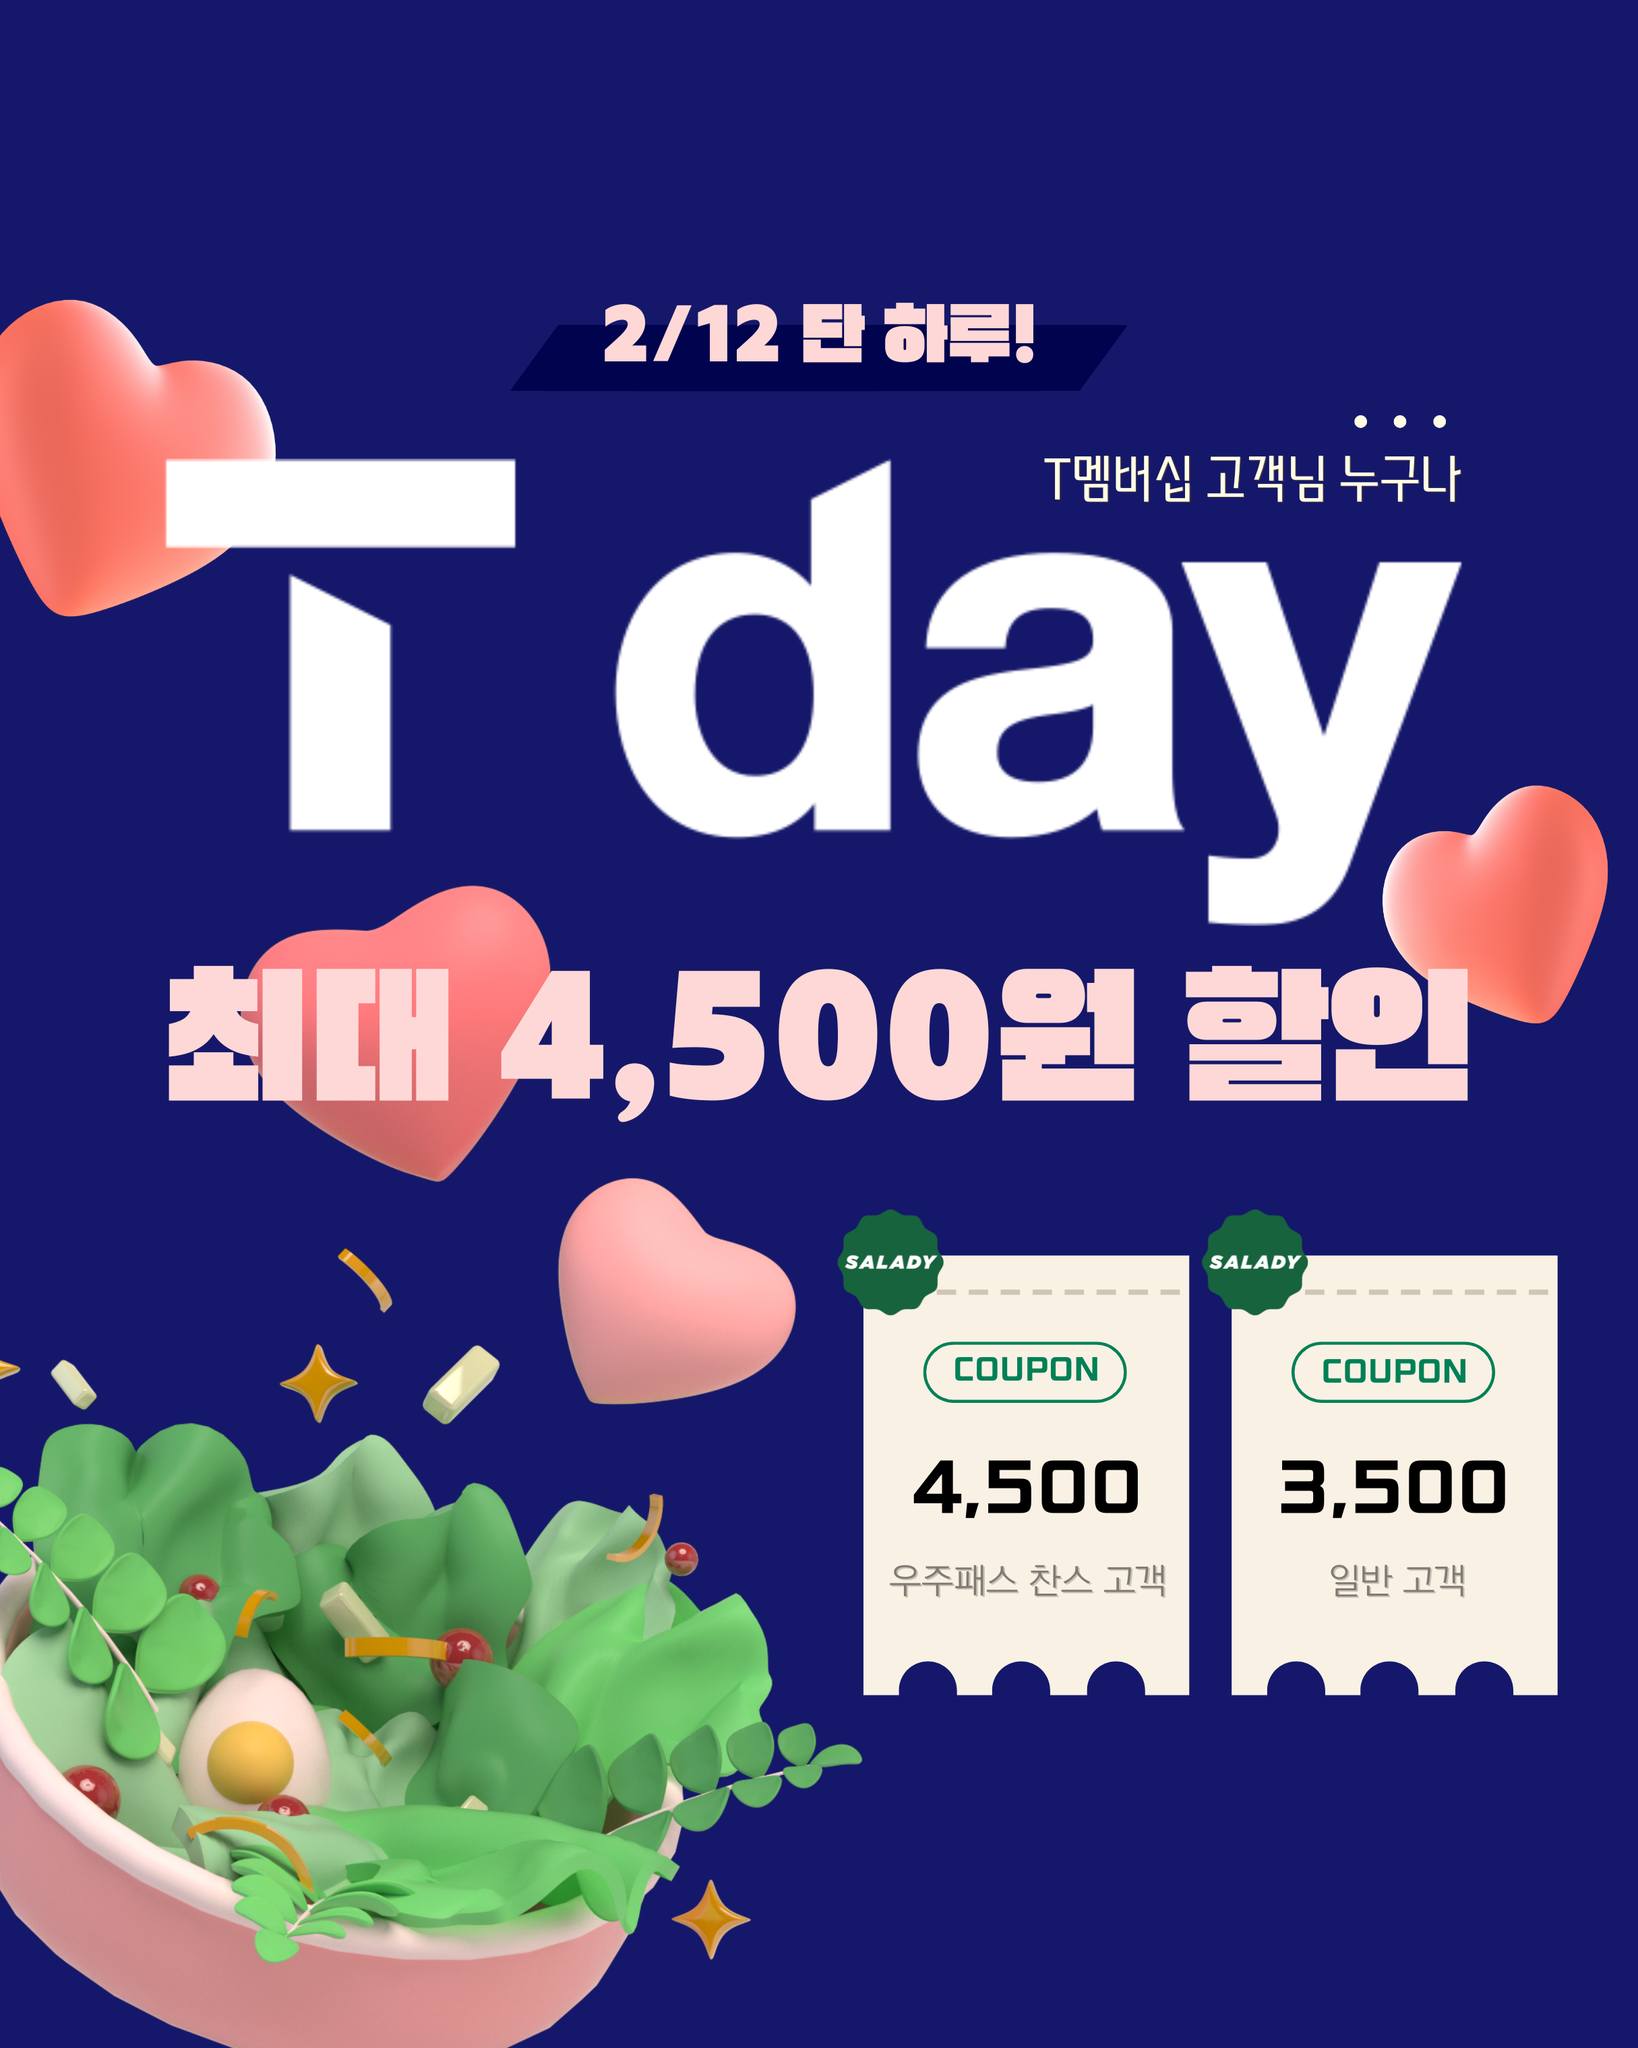 2/12 단 하루!
T멤버십 고객님 누구나
T day
최대 4,500원 할인
SALADY
COUPON
4,500
우주패스 찬스 고객
SALADY
COUPON
3,500
일반 고객